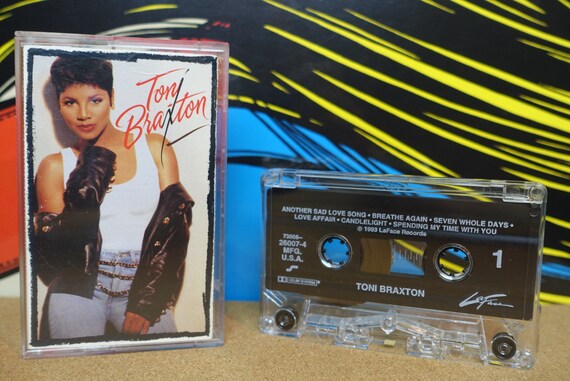 Toni
Braxton
ANOTHER SAD LOVE SONG • BREATHE AGAIN • SEVEN WHOLE DAYS •
LOVE AFFAIR • CANDLELIGHT • SPENDING MY TIME WITH YOU
℗ 1993 LaFace Records
73008-
26007-4
MFG.
U.S.A.
1
TONI BRAXTON
LaFace